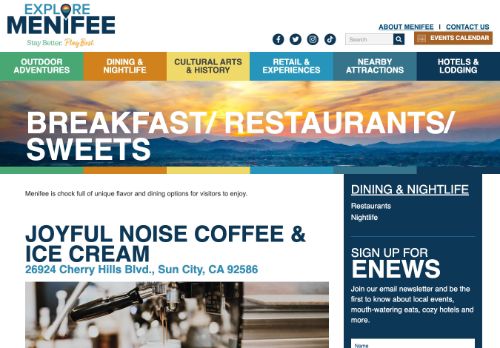 EXPLORE
MENIFEE
Stay Better. Play Best.
ABOUT MENIFEE | CONTACT US
Search
EVENTS CALENDAR
OUTDOOR ADVENTURES
DINING & NIGHTLIFE
CULTURAL ARTS & HISTORY
RETAIL & EXPERIENCES
NEARBY ATTRACTIONS
HOTELS & LODGING
BREAKFAST/ RESTAURANTS/
SWEETS
Menifee is chock full of unique flavor and dining options for visitors to enjoy.
JOYFUL NOISE COFFEE &
ICE CREAM
26924 Cherry Hills Blvd., Sun City, CA 92586
DINING & NIGHTLIFE
Restaurants
Nightlife
SIGN UP FOR
ENEWS
Join our email newsletter and be the
first to know about local events,
mouth-watering eats, cozy hotels and
more.
Name